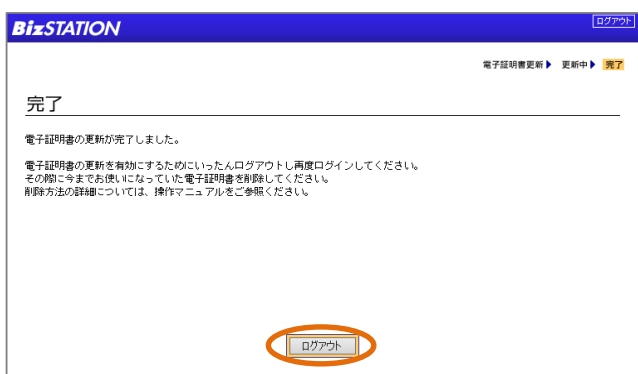 BizSTATION
ログアウト
電子証明書更新▶ 更新中▶ 完了
完了
電子証明書の更新が完了しました。
電子証明書の更新を有効にするためにいったんログアウトし再度ログインしてください。
その際に今までお使いになっていた電子証明書を削除してください。
削除方法の詳細については、操作マニュアルをご参照ください。
ログアウト